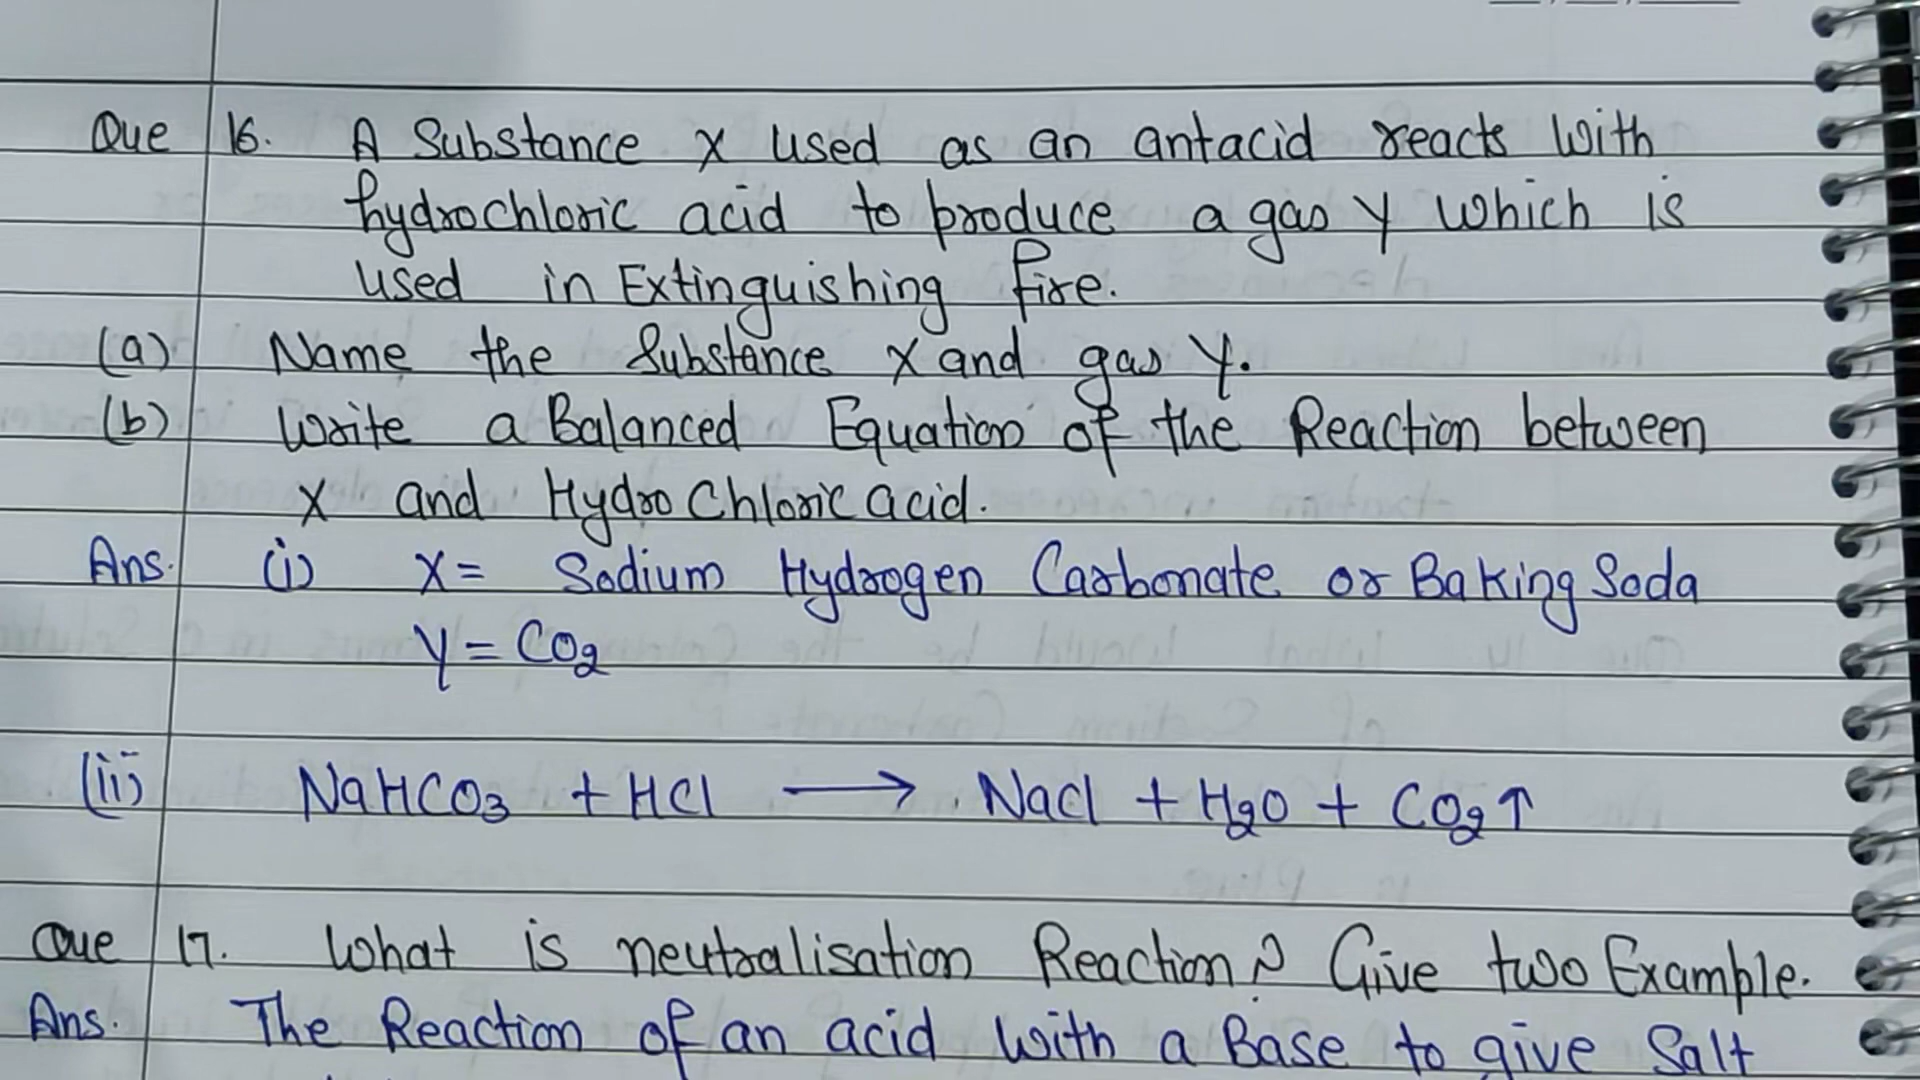 Que 16. A Substance X used as an antacid reacts with
hydrochloric acid to produce a gas Y which is
used in Extinguishing fire.
(a) Name the Substance X and gas Y.
(b) Write a Balanced Equation of the Reaction between
X and Hydro Chloric acid.
Ans. (i) X = Sodium Hydrogen Carbonate or Baking Soda
Y = CO2
(ii) NaHCO3 + HCl → NaCl + H2O + CO2↑
Que 17. What is neutralisation Reaction? Give two Example.
Ans. The Reaction of an acid with a Base to give Salt